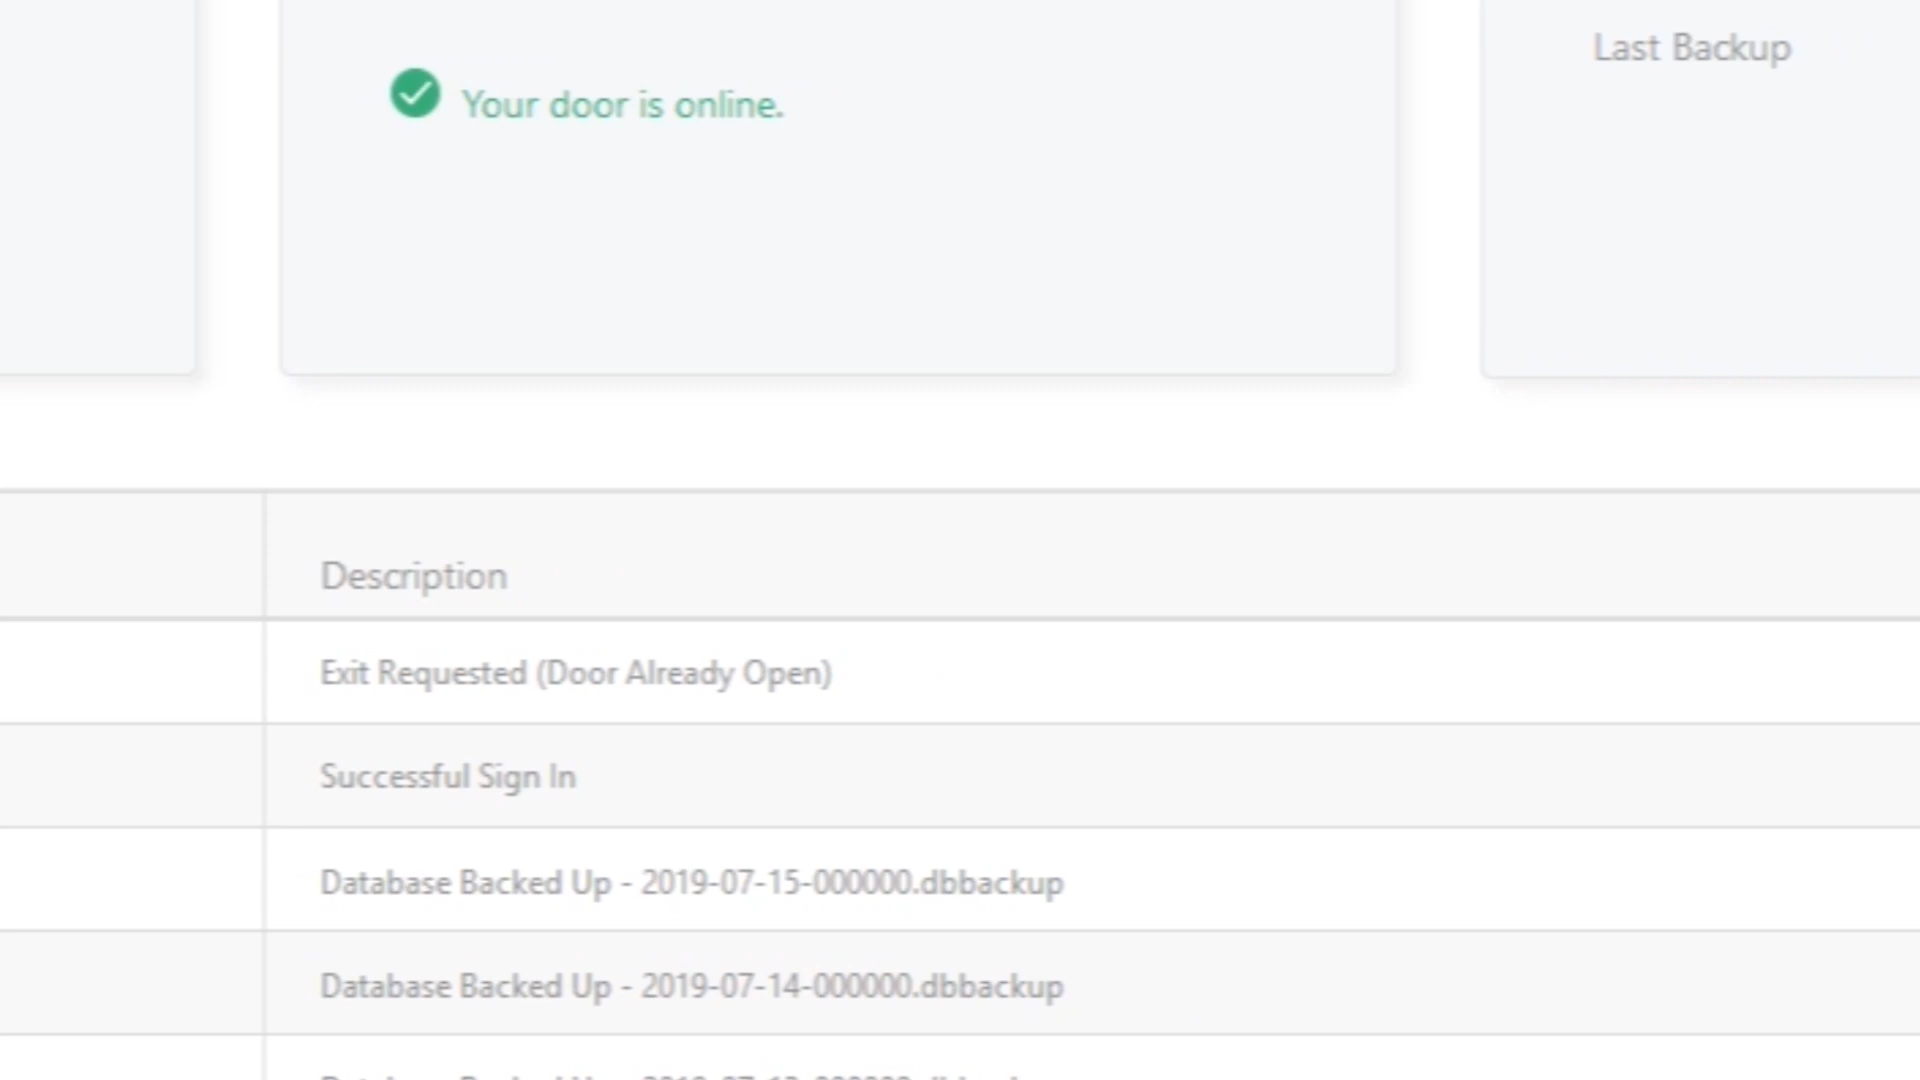 Last Backup
Your door is online.
Description
Exit Requested (Door Already Open)
Successful Sign In
Database Backed Up - 2019-07-15-000000.dbbackup
Database Backed Up - 2019-07-14-000000.dbbackup